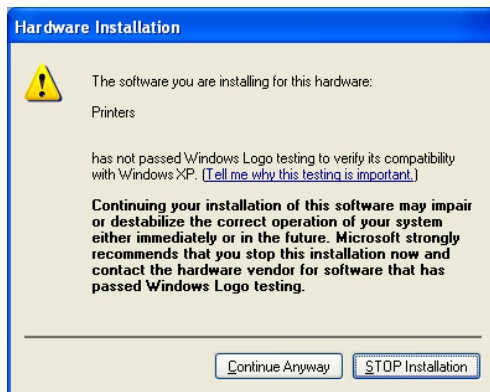 Hardware Installation
The software you are installing for this hardware:
Printers
has not passed Windows Logo testing to verify its compatibility
with Windows XP. (Tell me why this testing is important.)
Continuing your installation of this software may impair
or destabilize the correct operation of your system
either immediately or in the future. Microsoft strongly
recommends that you stop this installation now and
contact the hardware vendor for software that has
passed Windows Logo testing.
Continue Anyway
STOP Installation